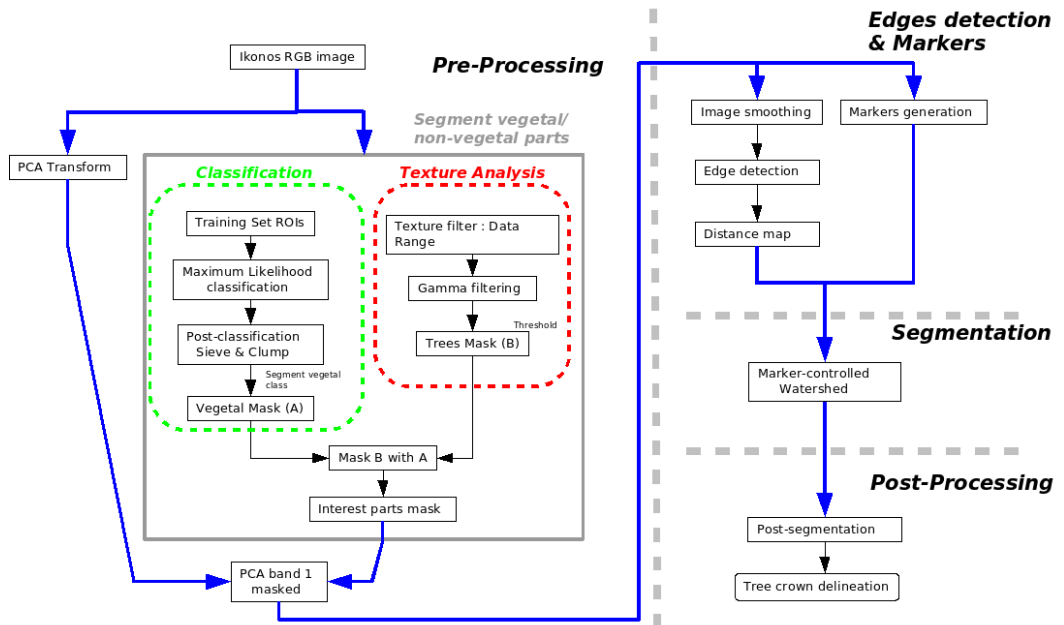 Ikonos RGB image
Pre-Processing
Segment vegetal/
non-vegetal parts
PCA Transform
Classification
Training Set ROIs
Maximum Likelihood
classification
Post-classification
Sieve & Clump
Segment vegetal
class
Vegetal Mask (A)
Texture Analysis
Texture filter : Data
Range
Gamma filtering
Threshold
Trees Mask (B)
Mask B with A
Interest parts mask
PCA band 1
masked
Edges detection
& Markers
Image smoothing
Markers generation
Edge detection
Distance map
Segmentation
Marker-controlled
Watershed
Post-Processing
Post-segmentation
Tree crown delineation